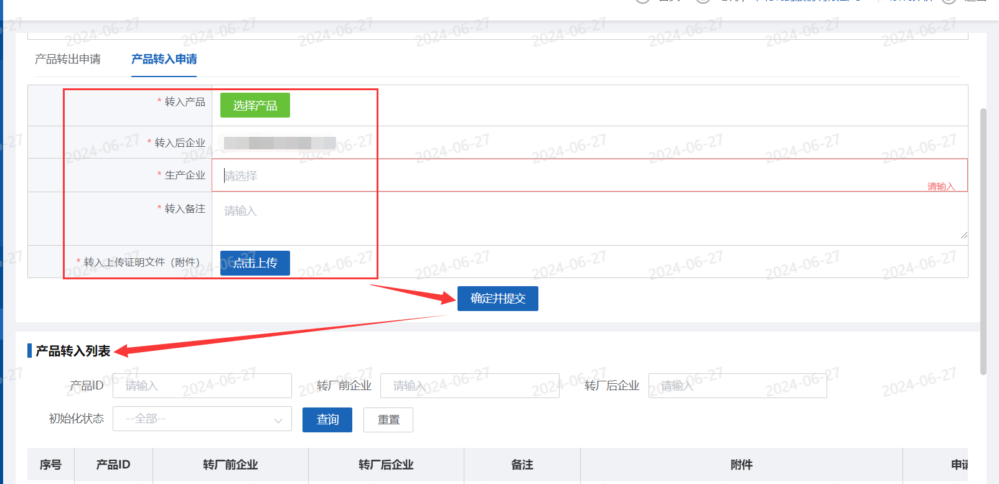 产品转出申请 产品转入申请
* 转入产品 选择产品
* 转入后企业
* 生产企业 请选择 请输入
* 转入备注 请输入
* 转入上传证明文件（附件） 点击上传
确定并提交
产品转入列表
产品ID 请输入 转厂前企业 请输入 转厂后企业 请输入
初始化状态 --全部-- 查询 重置
序号 产品ID 转厂前企业 转厂后企业 备注 附件
2024-06-27